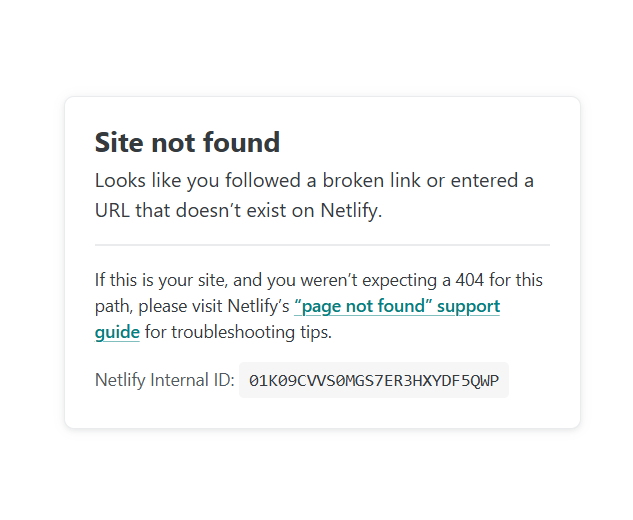 Site not found
Looks like you followed a broken link or entered a
URL that doesn’t exist on Netlify.
If this is your site, and you weren’t expecting a 404 for this
path, please visit Netlify’s “page not found” support
guide for troubleshooting tips.
Netlify Internal ID: 01K09CVVS0MGS7ER3HXYDF5QWP